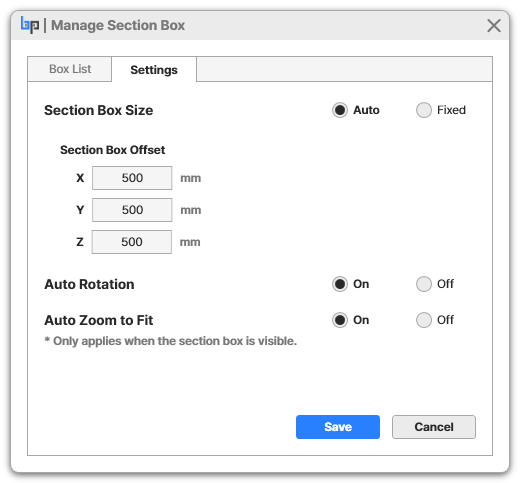 bp | Manage Section Box
Box List Settings
Section Box Size Auto Fixed
Section Box Offset
X 500 mm
Y 500 mm
Z 500 mm
Auto Rotation On Off
Auto Zoom to Fit On Off
* Only applies when the section box is visible.
Save Cancel